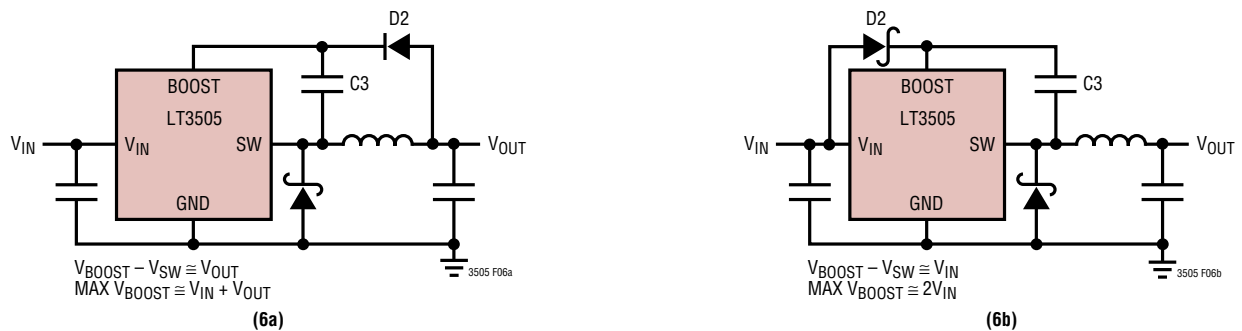 D2
C3
BOOST
LT3505
V_IN
V_IN
SW
V_OUT
GND
3505 F06a
V_BOOST – V_SW ≅ V_OUT
MAX V_BOOST ≅ V_IN + V_OUT
(6a)
D2
C3
BOOST
LT3505
V_IN
V_IN
SW
V_OUT
GND
3505 F06b
V_BOOST – V_SW ≅ V_IN
MAX V_BOOST ≅ 2V_IN
(6b)